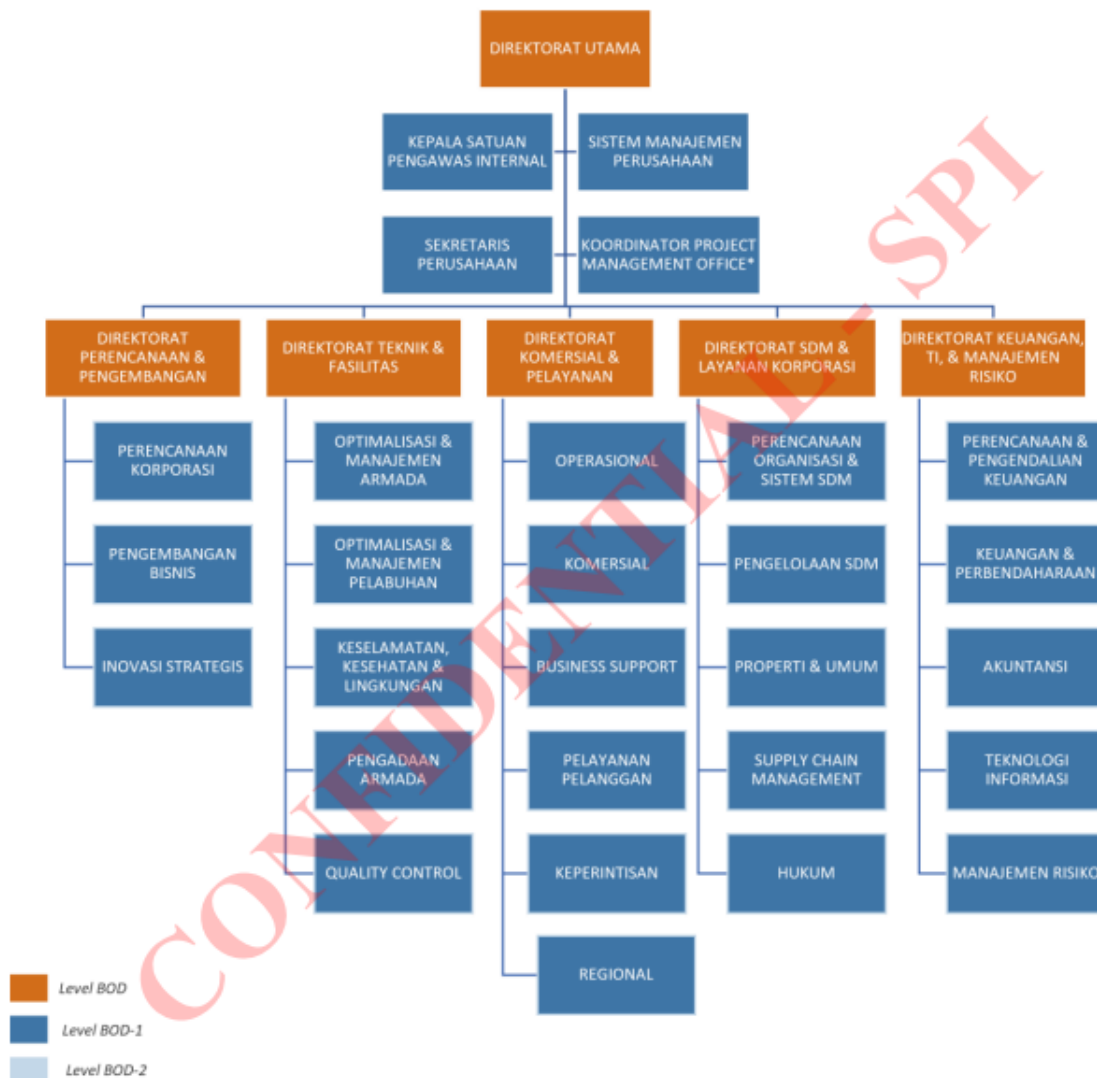 DIREKTORAT UTAMA
KEPALA SATUAN
PENGAWAS INTERNAL
SISTEM MANAJEMEN
PERUSAHAAN
SEKRETARIS
PERUSAHAAN
KOORDINATOR PROJECT
MANAGEMENT OFFICE*
DIREKTORAT
PERENCANAAN &
PENGEMBANGAN
PERENCANAAN
KORPORASI
PENGEMBANGAN
BISNIS
INOVASI STRATEGIS
DIREKTORAT TEKNIK &
FASILITAS
OPTIMALISASI &
MANAJEMEN
ARMADA
OPTIMALISASI &
MANAJEMEN
PELABUHAN
KESELAMATAN,
KESEHATAN &
LINGKUNGAN
PENGADAAN
ARMADA
QUALITY CONTROL
DIREKTORAT
KOMERSIAL &
PELAYANAN
OPERASIONAL
KOMERSIAL
BUSINESS SUPPORT
PELAYANAN
PELANGGAN
KEPERINTISAN
REGIONAL
DIREKTORAT SDM &
LAYANAN KORPORASI
PERENCANAAN
ORGANISASI &
SISTEM SDM
PENGELOLAAN SDM
PROPERTI & UMUM
SUPPLY CHAIN
MANAGEMENT
HUKUM
DIREKTORAT KEUANGAN,
TI, & MANAJEMEN
RISIKO
PERENCANAAN &
PENGENDALIAN
KEUANGAN
KEUANGAN &
PERBENDAHARAAN
AKUNTANSI
TEKNOLOGI
INFORMASI
MANAJEMEN RISIKO
Level BOD
Level BOD-1
Level BOD-2
CONFIDENTIAL - SPI